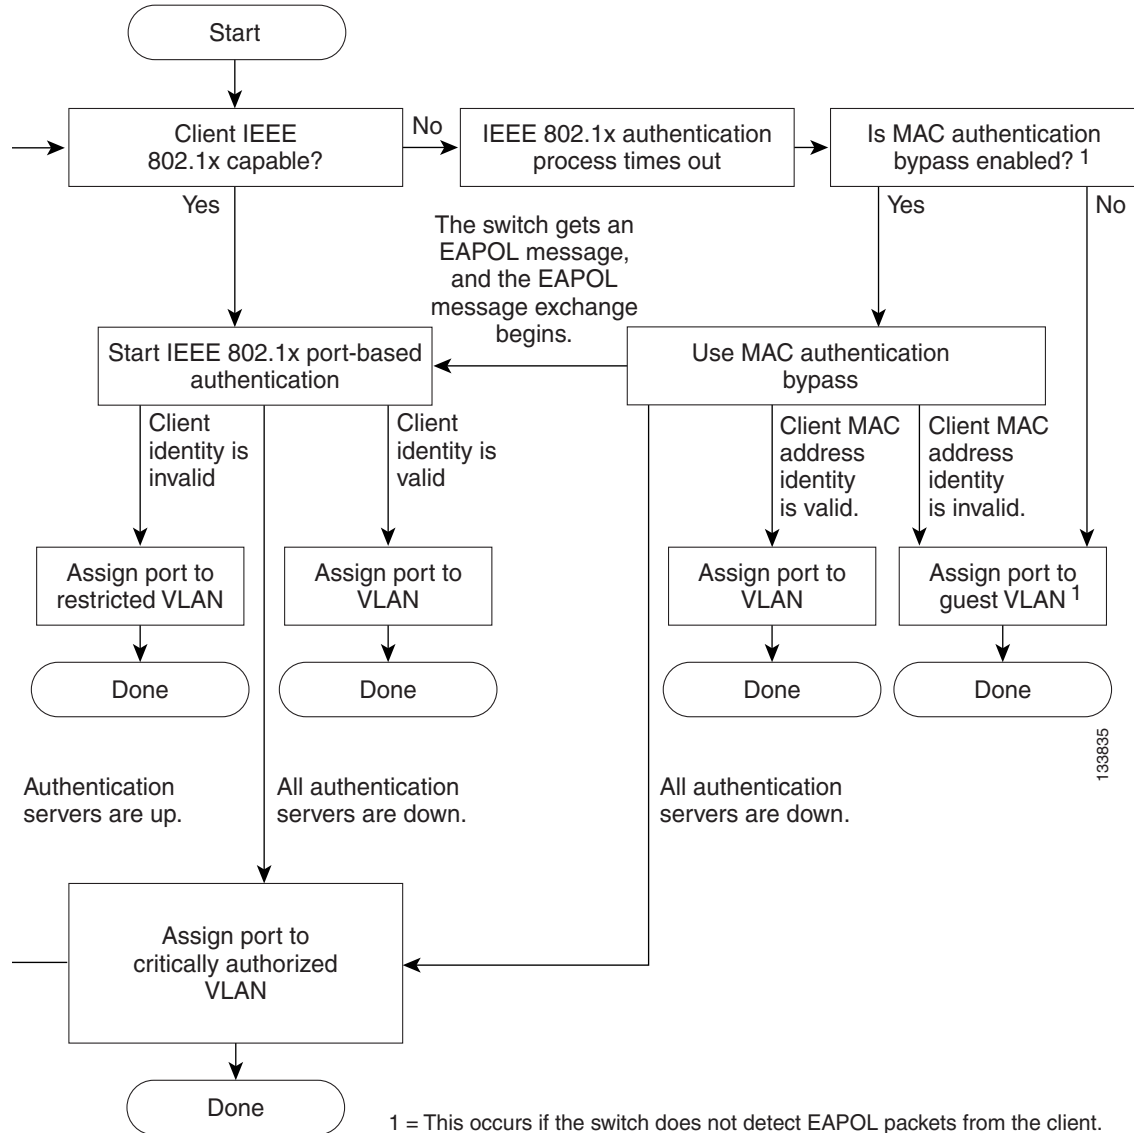 Start
Client IEEE
802.1x capable?
No
IEEE 802.1x authentication
process times out
Is MAC authentication
bypass enabled? 1
Yes
The switch gets an
EAPOL message,
and the EAPOL
message exchange
begins.
Yes
No
Start IEEE 802.1x port-based
authentication
Use MAC authentication
bypass
Client
identity is
invalid
Client
identity is
valid
Client MAC
address
identity
is valid.
Client MAC
address
identity
is invalid.
Assign port to
restricted VLAN
Assign port to
VLAN
Assign port to
VLAN
Assign port to
guest VLAN 1
Done
Done
Done
Done
133835
Authentication
servers are up.
All authentication
servers are down.
All authentication
servers are down.
Assign port to
critically authorized
VLAN
Done
1 = This occurs if the switch does not detect EAPOL packets from the client.